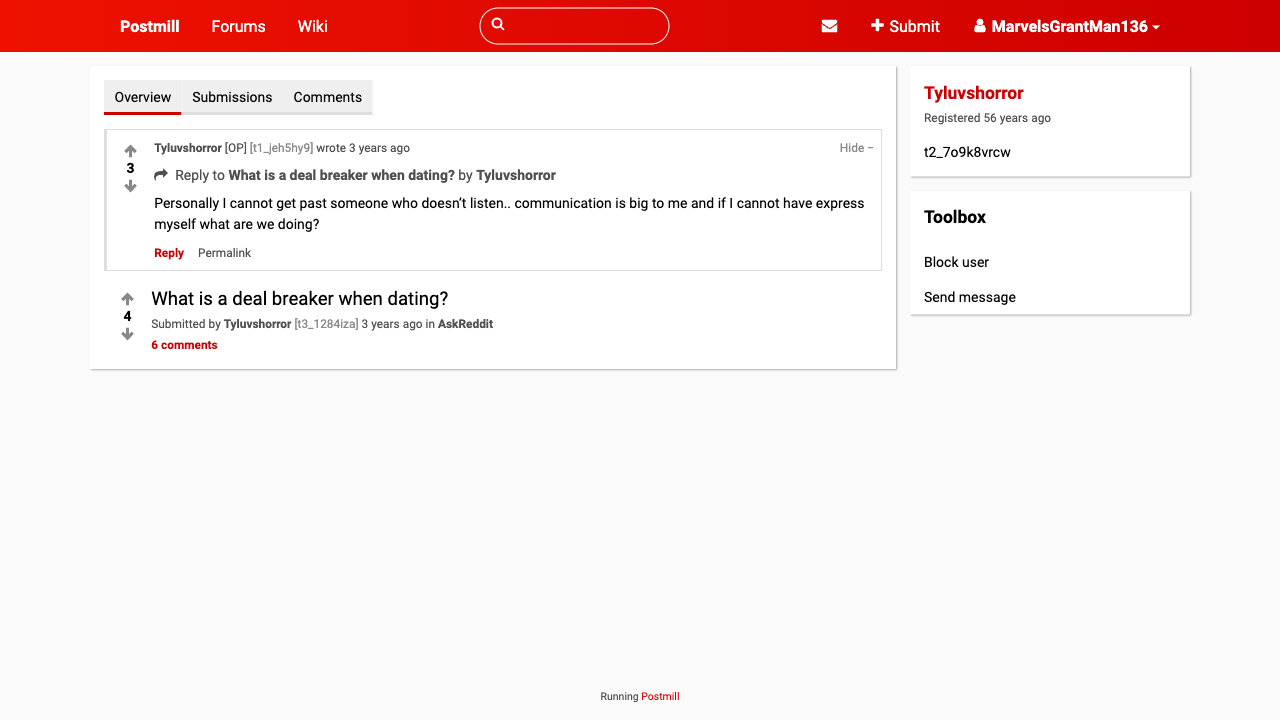 Postmill Forums Wiki Submit MarvelsGrantMan136
Overview Submissions Comments
3
Tyluvshorror [OP] [t1_jeh5hy9] wrote 3 years ago Hide −
Reply to What is a deal breaker when dating? by Tyluvshorror
Personally I cannot get past someone who doesn’t listen.. communication is big to me and if I cannot have express
myself what are we doing?
Reply Permalink
4
What is a deal breaker when dating?
Submitted by Tyluvshorror [t3_1284iza] 3 years ago in AskReddit
6 comments
Tyluvshorror
Registered 56 years ago
t2_7o9k8vrcw
Toolbox
Block user
Send message
Running Postmill